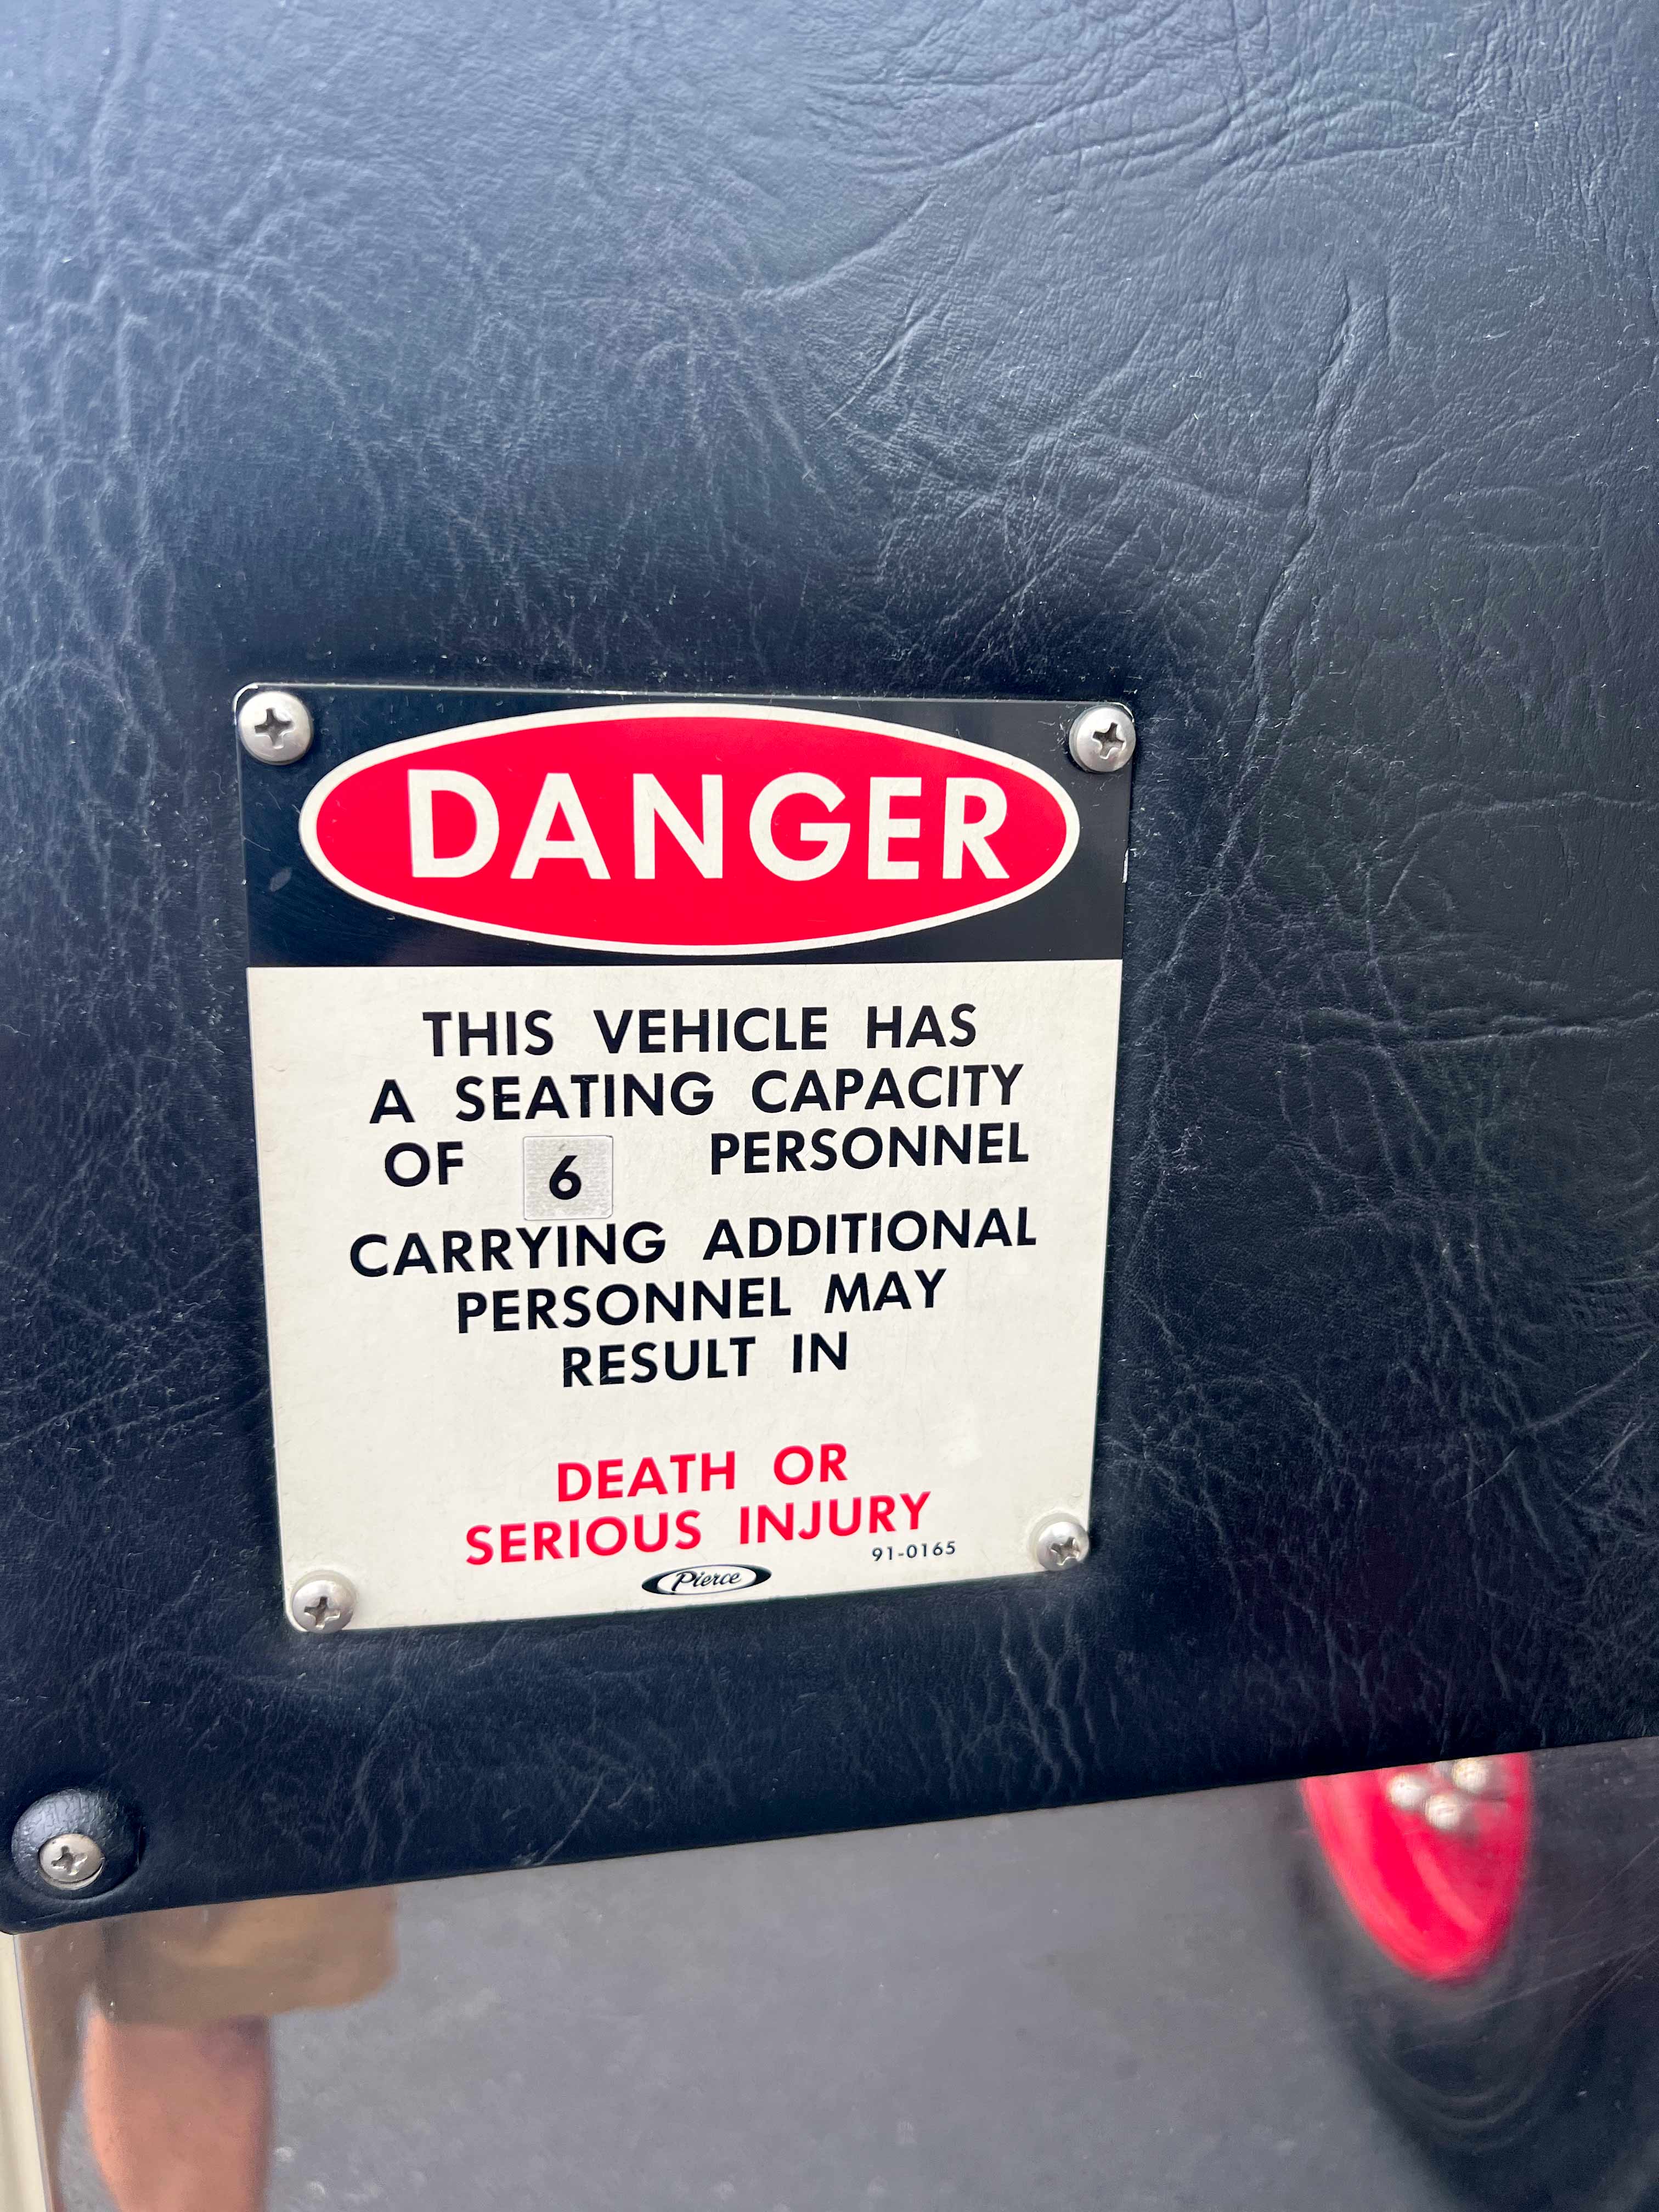 DANGER
THIS VEHICLE HAS
A SEATING CAPACITY
OF 6 PERSONNEL
CARRYING ADDITIONAL
PERSONNEL MAY
RESULT IN
DEATH OR
SERIOUS INJURY
91-0165
Pierce